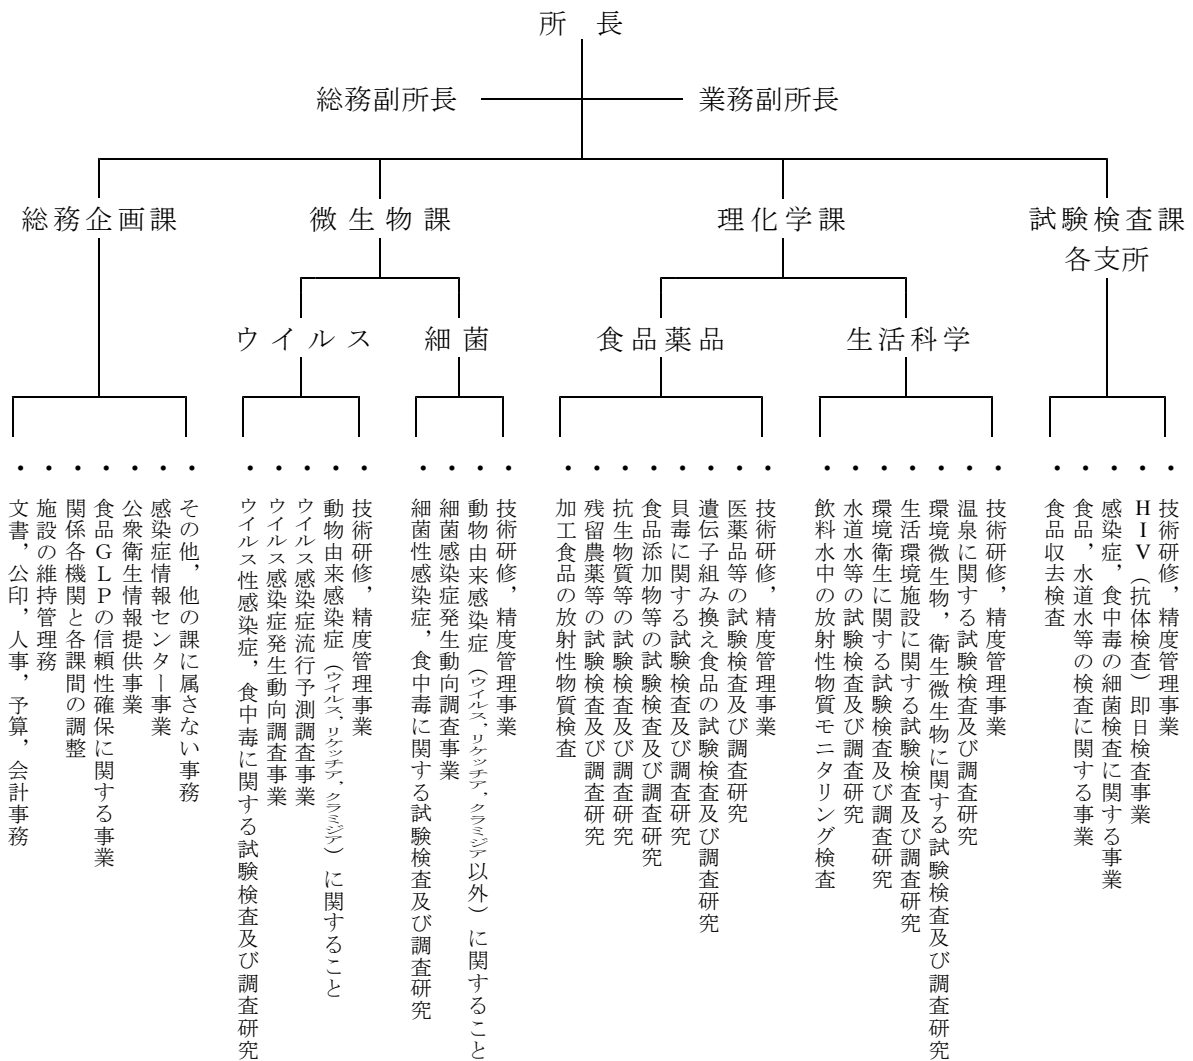 所　長
総務副所長
業務副所長
総務企画課
微生物課
理化学課
試験検査課
各支所
ウイルス
細菌
食品薬品
生活科学
・文書，公印，人事，予算，会計事務
・施設の維持管理務
・関係各機関と各課間の調整
・食品ＧＬＰの信頼性確保に関する事業
・公衆衛生情報提供事業
・感染症情報センター事業
・その他，他の課に属さない事務
・ウイルス性感染症，食中毒に関する試験検査及び調査研究
・ウイルス感染症発生動向調査事業
・ウイルス感染症流行予測調査事業
・動物由来感染症（ウイルス，リケッチア，クラミジア）に関すること
・技術研修，精度管理事業
・細菌性感染症，食中毒に関する試験検査及び調査研究
・細菌感染症発生動向調査事業
・動物由来感染症（ウイルス，リケッチア，クラミジア以外）に関すること
・技術研修，精度管理事業
・加工食品の放射性物質検査
・残留農薬等の試験検査及び調査研究
・抗生物質等の試験検査及び調査研究
・食品添加物等の試験検査及び調査研究
・貝毒に関する試験検査及び調査研究
・遺伝子組み換え食品の試験検査及び調査研究
・医薬品等の試験検査及び調査研究
・技術研修，精度管理事業
・飲料水中の放射性物質モニタリング検査
・水道水等の試験検査及び調査研究
・環境衛生に関する試験検査及び調査研究
・生活環境施設に関する試験検査及び調査研究
・環境微生物，衛生微生物に関する試験検査及び調査研究
・温泉に関する試験検査及び調査研究
・技術研修，精度管理事業
・食品収去検査
・食品，水道水等の検査に関する事業
・感染症，食中毒の細菌検査に関する事業
・ＨＩＶ（抗体検査）即日検査事業
・技術研修，精度管理事業